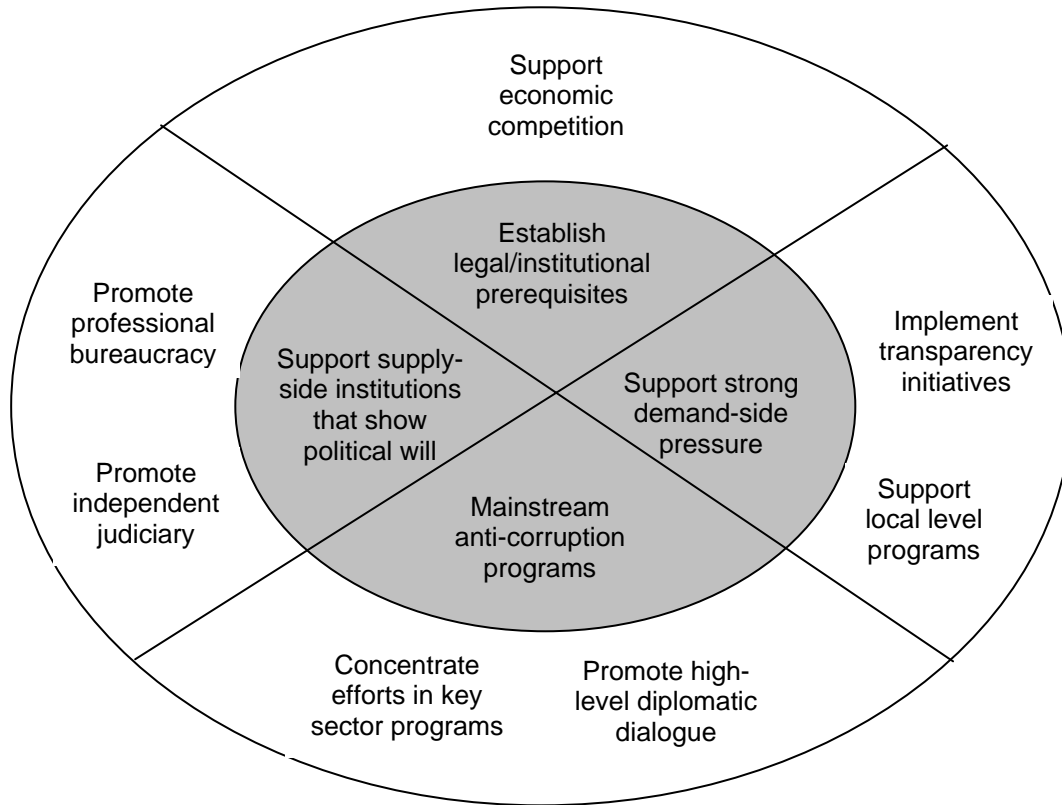 Support
economic
competition
Establish
legal/institutional
prerequisites
Promote
professional
bureaucracy
Implement
transparency
initiatives
Support supply-
side institutions
that show
political will
Support strong
demand-side
pressure
Promote
independent
judiciary
Support
local level
programs
Mainstream
anti-corruption
programs
Concentrate
efforts in key
sector programs
Promote high-
level diplomatic
dialogue